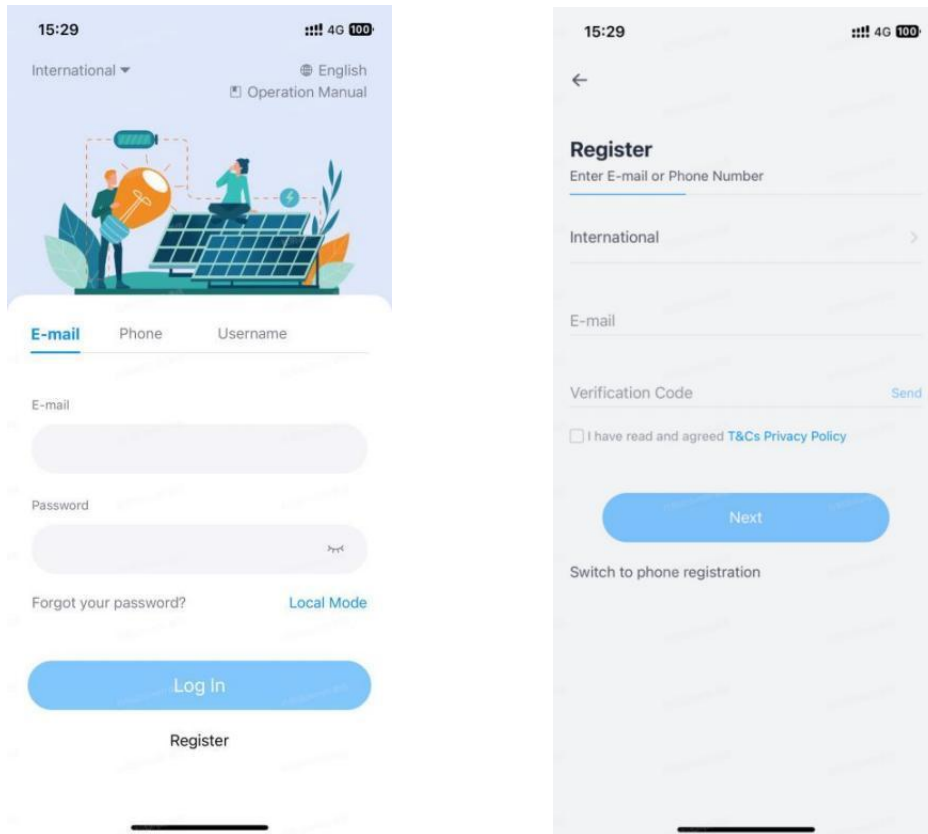 15:29
4G 100
International
English
Operation Manual
E-mail Phone Username
E-mail
Password
Forgot your password? Local Mode
Log In
Register
15:29
4G 100
Register
Enter E-mail or Phone Number
International
E-mail
Verification Code Send
I have read and agreed T&Cs Privacy Policy
Next
Switch to phone registration